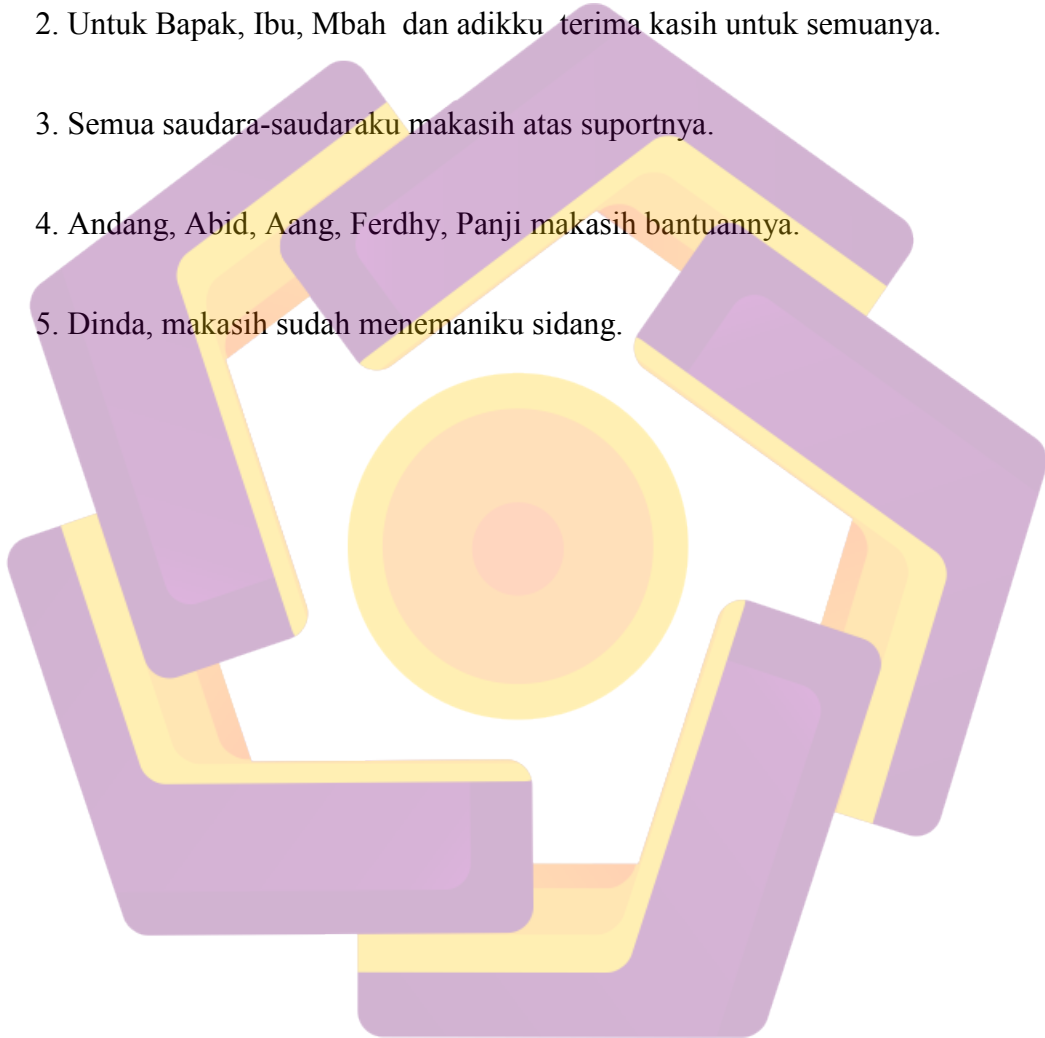 2. Untuk Bapak, Ibu, Mbah dan adikku terima kasih untuk semuanya.
3. Semua saudara-saudaraku makasih atas suportnya.
4. Andang, Abid, Aang, Ferdhy, Panji makasih bantuannya.
5. Dinda, makasih sudah menemaniku sidang.